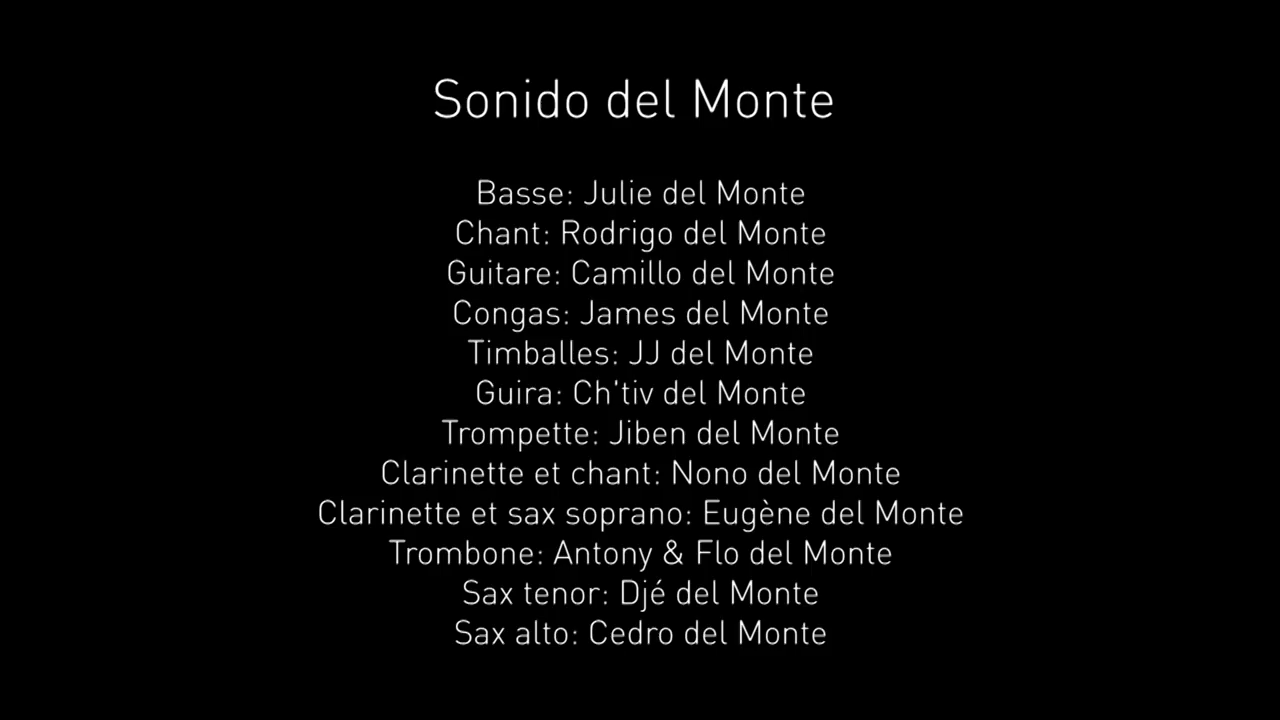 Sonido del Monte
Basse: Julie del Monte
Chant: Rodrigo del Monte
Guitare: Camillo del Monte
Congas: James del Monte
Timballes: JJ del Monte
Guira: Ch'tiv del Monte
Trompette: Jiben del Monte
Clarinette et chant: Nono del Monte
Clarinette et sax soprano: Eugène del Monte
Trombone: Antony & Flo del Monte
Sax tenor: Djé del Monte
Sax alto: Cedro del Monte